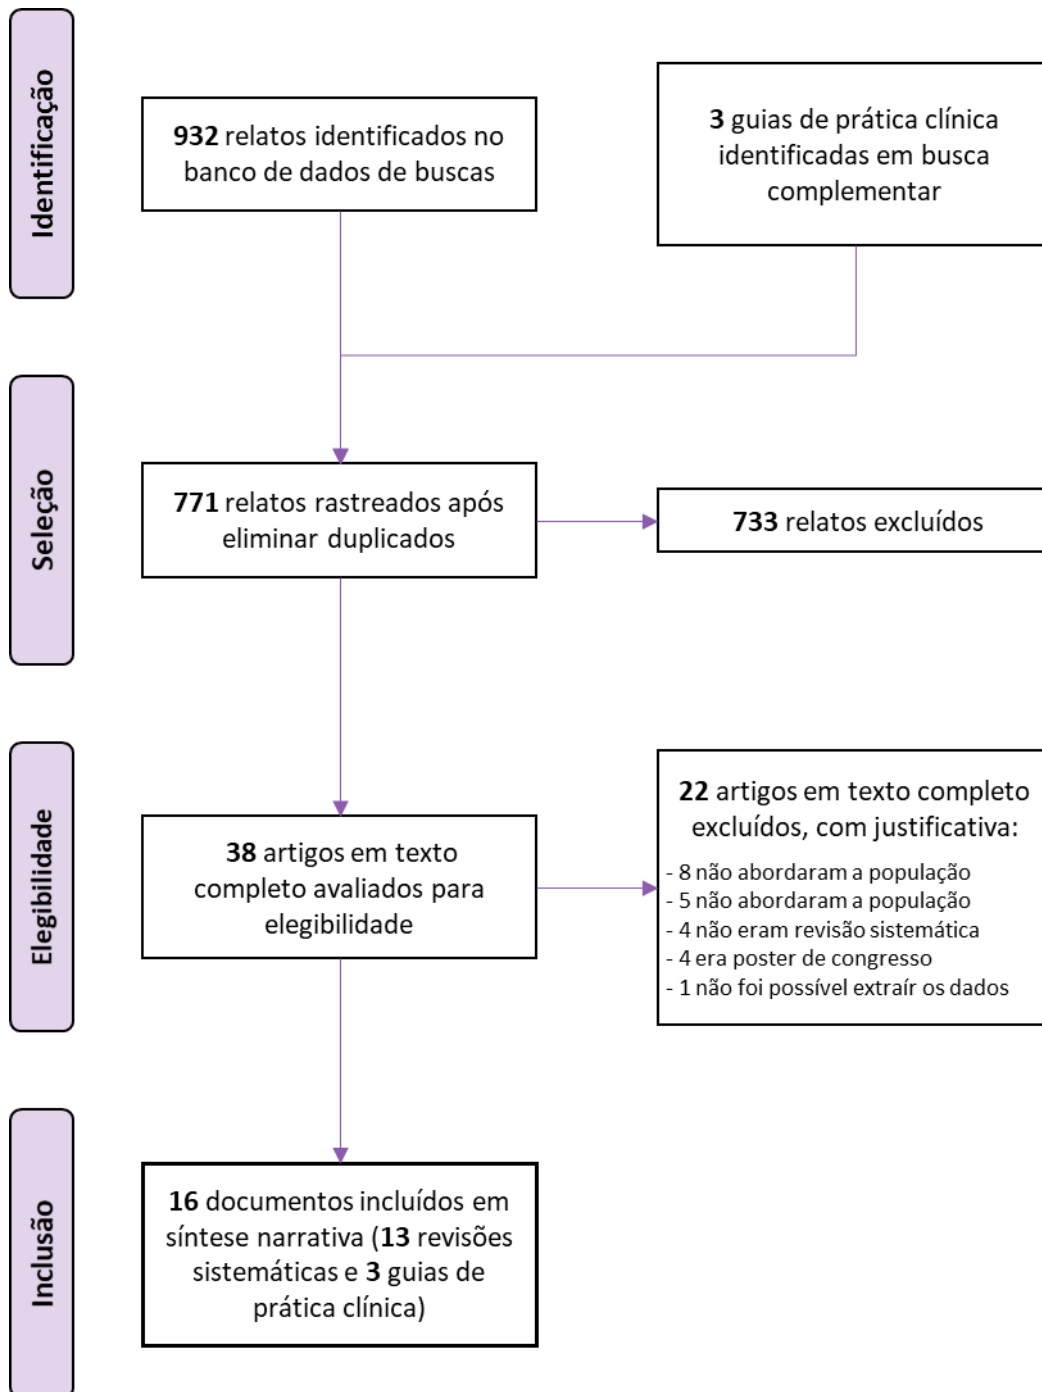 Identificação
932 relatos identificados no
banco de dados de buscas
3 guias de prática clínica
identificadas em busca
complementar
Seleção
771 relatos rastreados após
eliminar duplicados
733 relatos excluídos
Elegibilidade
38 artigos em texto
completo avaliados para
elegibilidade
22 artigos em texto completo
excluídos, com justificativa:
- 8 não abordaram a população
- 5 não abordaram a população
- 4 não eram revisão sistemática
- 4 era poster de congresso
- 1 não foi possível extraír os dados
Inclusão
16 documentos incluídos em
síntese narrativa (13 revisões
sistemáticas e 3 guias de
prática clínica)